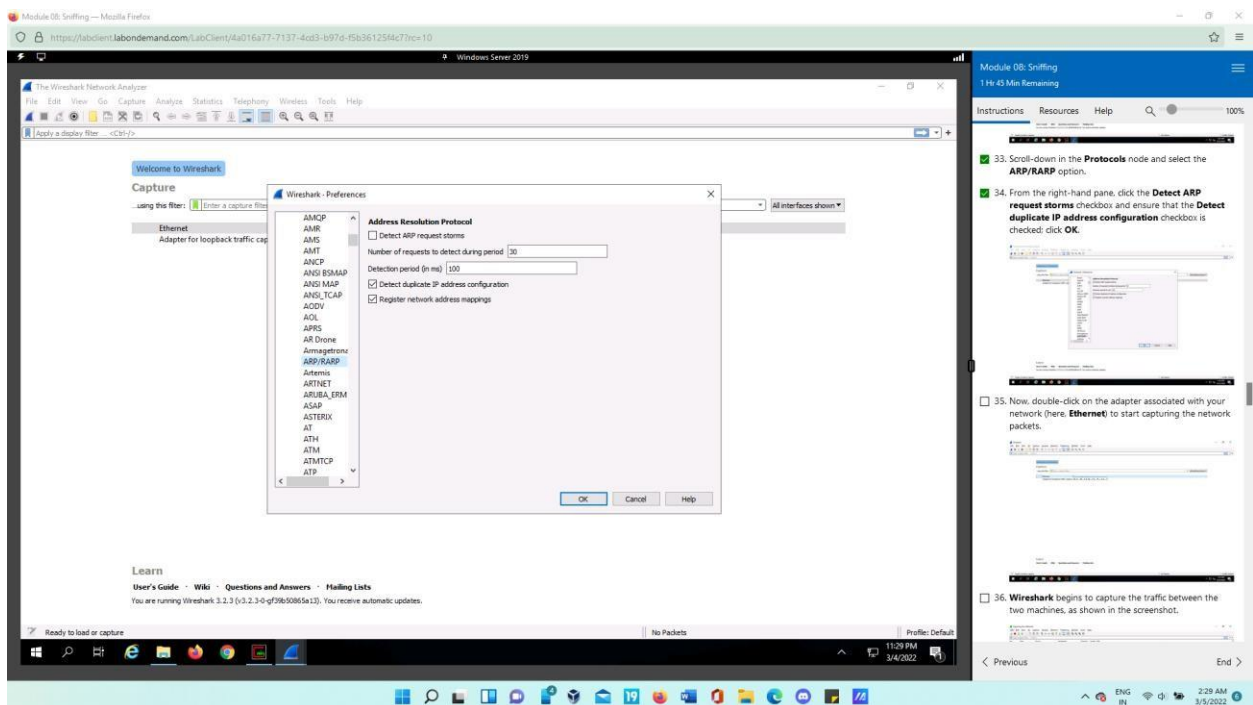 Module 08: Sniffing — Mozilla Firefox
https://labclient.labondemand.com/LabClient/4a016a77-7137-4cd3-b97d-f5b36125f4c7?rc=10
Windows Server 2019
The Wireshark Network Analyzer
File Edit View Go Capture Analyze Statistics Telephony Wireless Tools Help
Apply a display filter ... <Ctrl-/>
Welcome to Wireshark
Capture
...using this filter: Enter a capture filte
All interfaces shown
Ethernet
Adapter for loopback traffic cap
Wireshark · Preferences
AMQP
AMR
AMS
AMT
ANCP
ANSI BSMAP
ANSI MAP
ANSI_TCAP
AODV
AOL
APRS
AR Drone
Armagetrona
ARP/RARP
Artemis
ARTNET
ARUBA_ERM
ASAP
ASTERIX
AT
ATH
ATM
ATMTCP
ATP
Address Resolution Protocol
Detect ARP request storms
Number of requests to detect during period 30
Detection period (in ms) 100
Detect duplicate IP address configuration
Register network address mappings
OK Cancel Help
Learn
User's Guide · Wiki · Questions and Answers · Mailing Lists
You are running Wireshark 3.2.3 (v3.2.3-0-gf39b50865a13). You receive automatic updates.
Ready to load or capture No Packets Profile: Default
11:29 PM
3/4/2022
Module 08: Sniffing
1 Hr 45 Min Remaining
Instructions Resources Help 100%
33. Scroll-down in the Protocols node and select the
ARP/RARP option.
34. From the right-hand pane, click the Detect ARP
request storms checkbox and ensure that the Detect
duplicate IP address configuration checkbox is
checked; click OK.
35. Now, double-click on the adapter associated with your
network (here, Ethernet) to start capturing the network
packets.
36. Wireshark begins to capture the traffic between the
two machines, as shown in the screenshot.
< Previous End >
ENG
IN
2:29 AM
3/5/2022